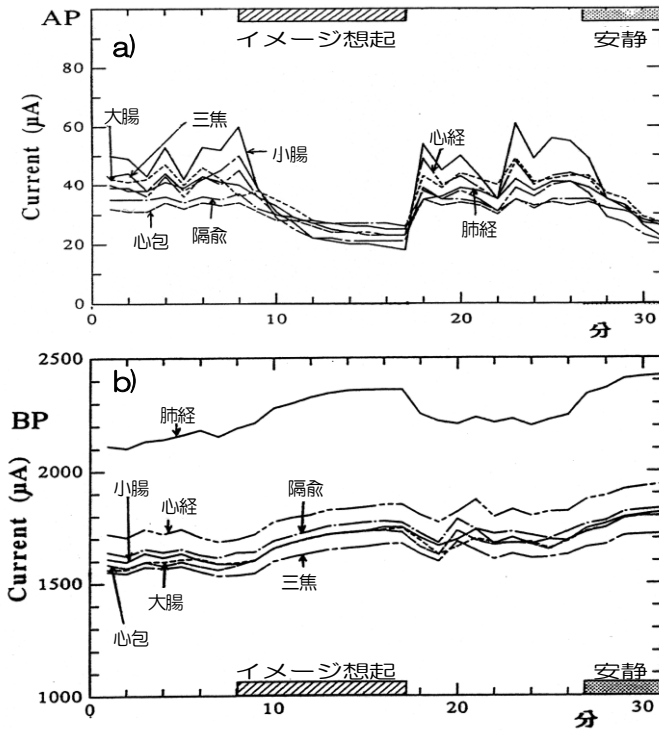 AP
a)
イメージ想起
安静
80
60
40
20
0
Current (μA)
大腸
三焦
小腸
心包
隔兪
心経
肺経
0
10
20
30
分
b)
BP
2500
2000
1500
1000
Current (μA)
肺経
小腸
心経
隔兪
大腸
三焦
心包
イメージ想起
安静
0
10
20
30
分